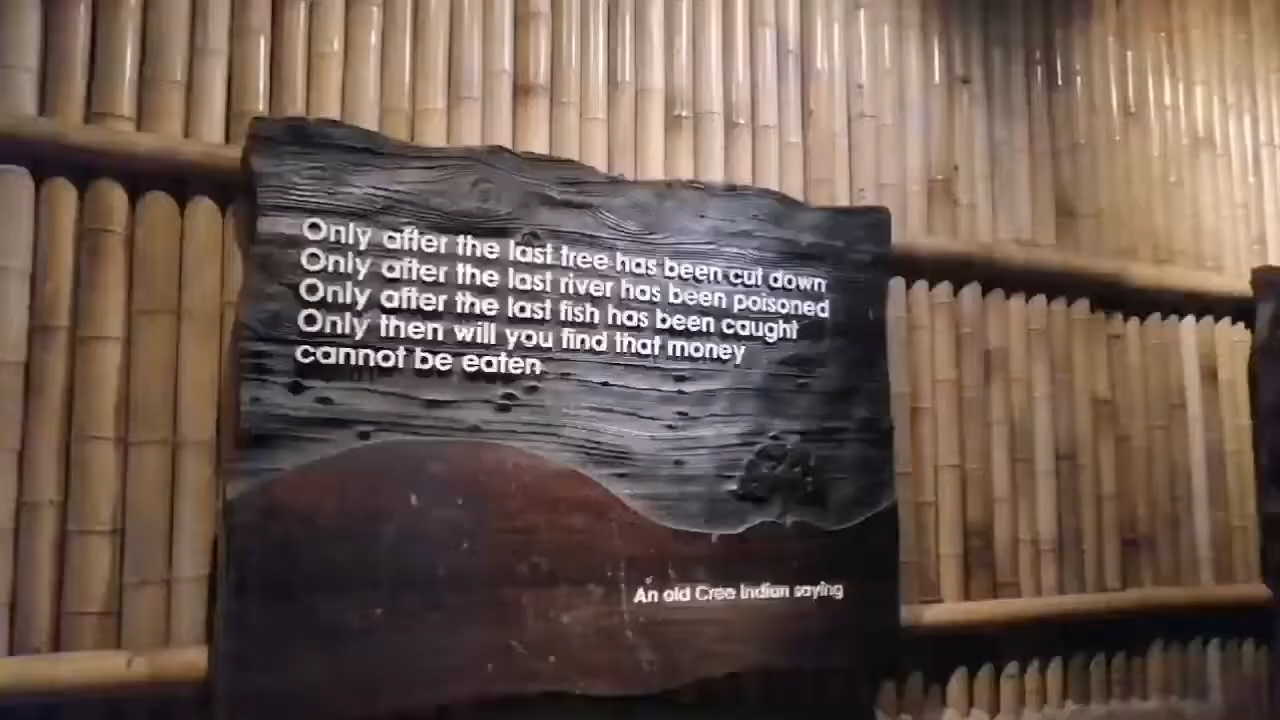 Only after the last tree has been cut down
Only after the last river has been poisoned
Only after the last fish has been caught
Only then will you find that money
cannot be eaten
An old Cree Indian saying